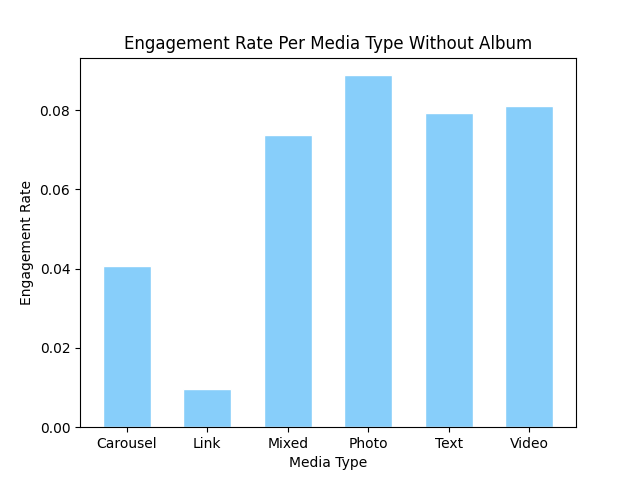 Engagement Rate Per Media Type Without Album
Engagement Rate
0.08
0.06
0.04
0.02
0.00
Carousel Link Mixed Photo Text Video
Media Type